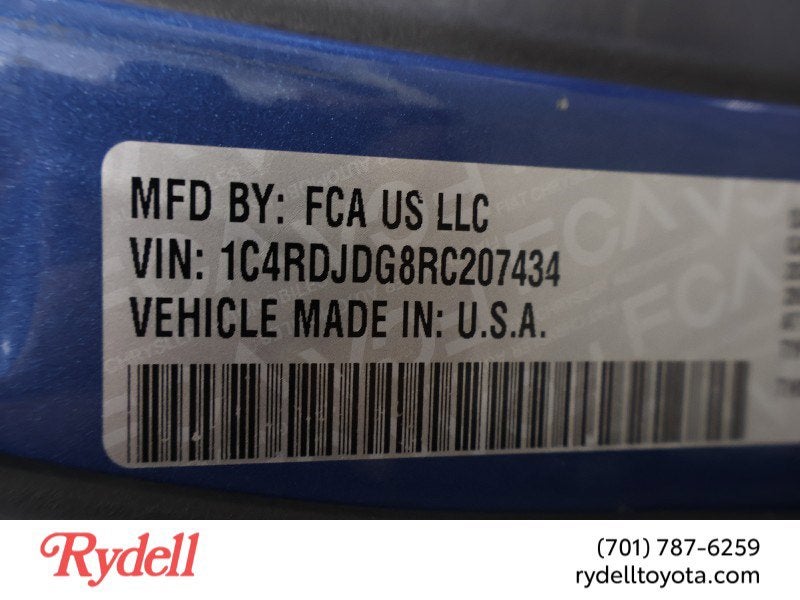 MFD BY: FCA US LLC
VIN: 1C4RDJDG8RC207434
VEHICLE MADE IN: U.S.A.
Rydell
(701) 787-6259
rydelltoyota.com